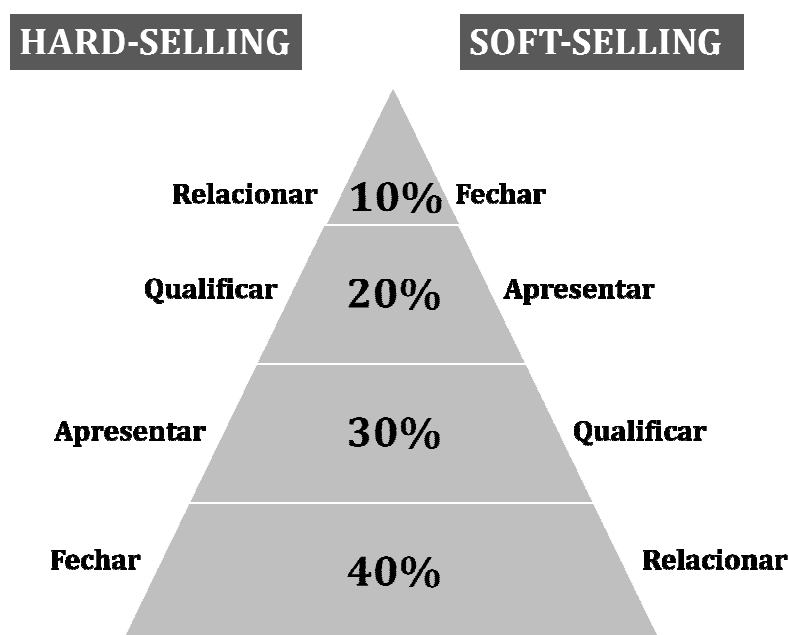 HARD-SELLING SOFT-SELLING
Relacionar 10% Fechar
Qualificar 20% Apresentar
Apresentar 30% Qualificar
Fechar 40% Relacionar